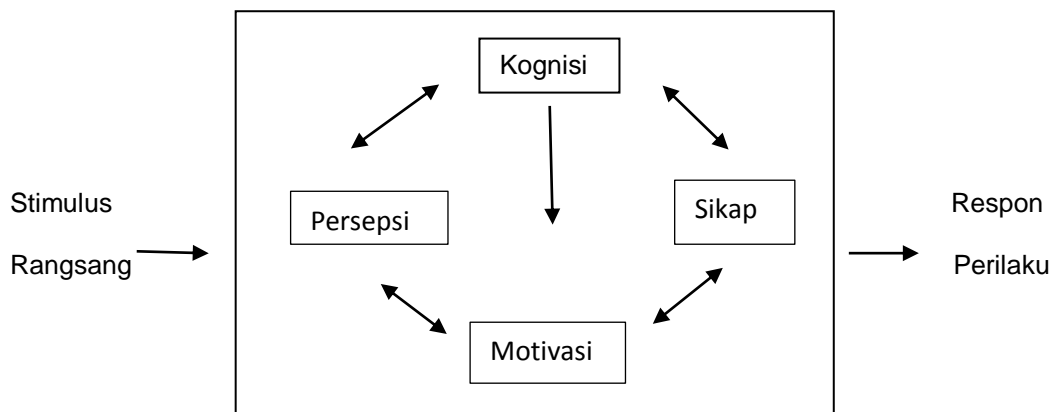 Kognisi
Stimulus
Rangsang
Persepsi
Sikap
Motivasi
Respon
Perilaku